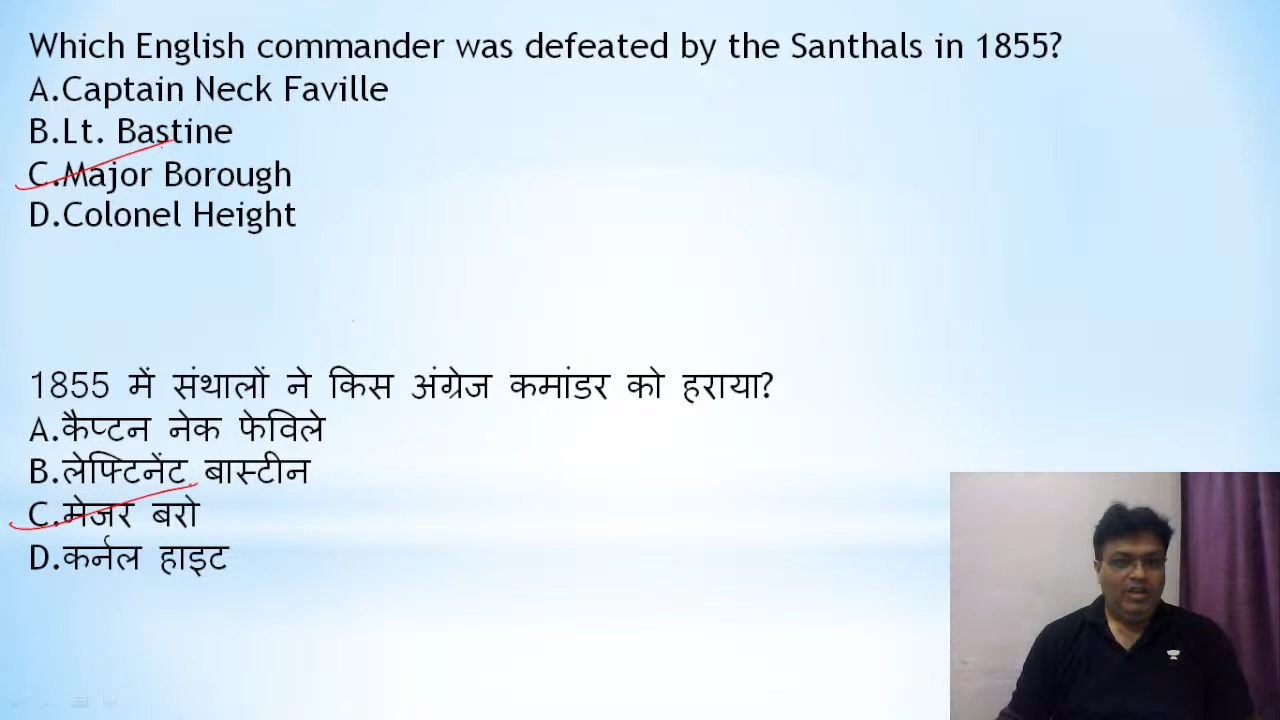 Which English commander was defeated by the Santhals in 1855?
A.Captain Neck Faville
B.Lt. Bastine
C.Major Borough
D.Colonel Height
1855 में संथालों ने किस अंग्रेज कमांडर को हराया?
A.कैप्टन नेक फेविले
B.लेफ्टिनेंट बास्टीन
C.मेजर बरो
D.कर्नल हाइट